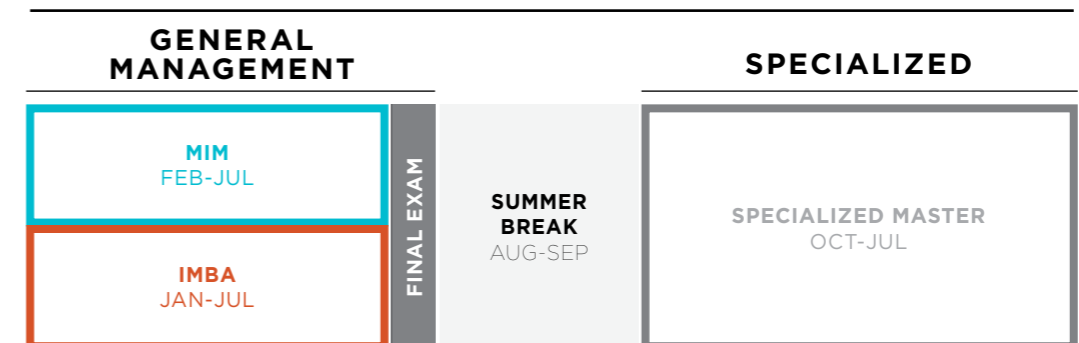 GENERAL
MANAGEMENT
SPECIALIZED
MIM
FEB-JUL
IMBA
JAN-JUL
FINAL EXAM
SUMMER
BREAK
AUG-SEP
SPECIALIZED MASTER
OCT-JUL